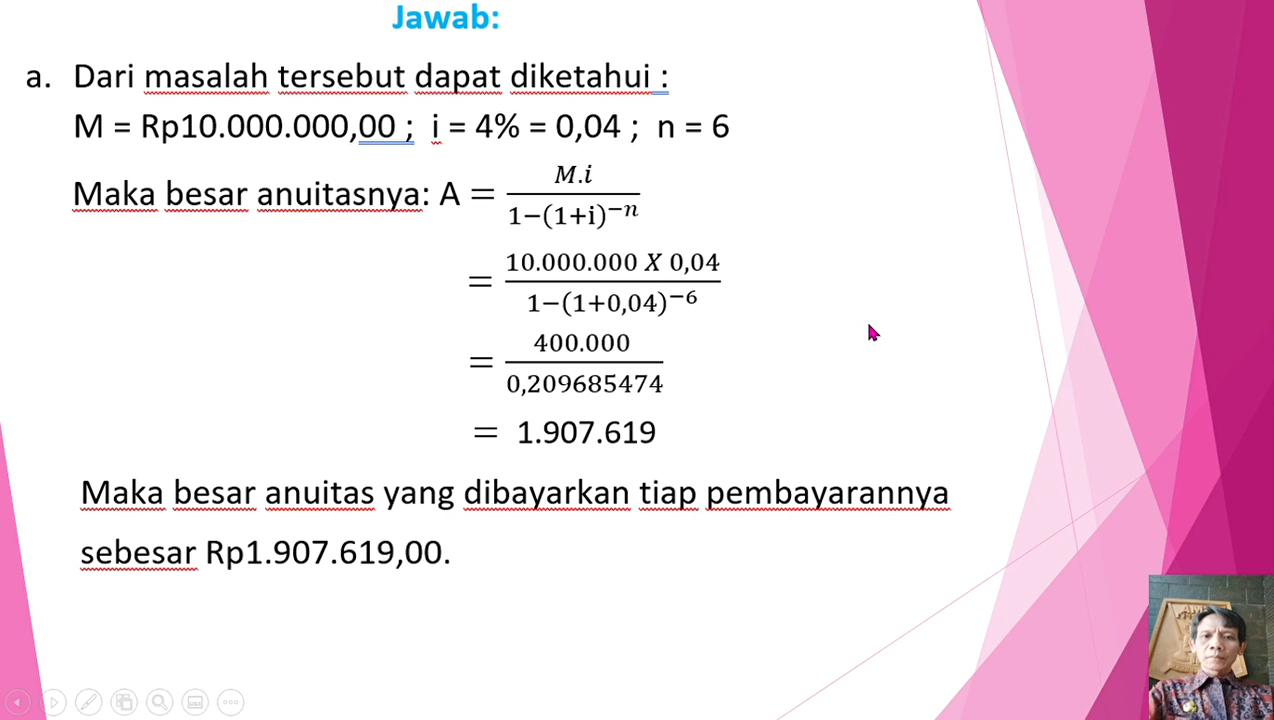 Jawab:
a. Dari masalah tersebut dapat diketahui :
M = Rp10.000.000,00 ; i = 4% = 0,04 ; n = 6
Maka besar anuitasnya: A = M.i / 1−(1+i)^−n
= 10.000.000 X 0,04 / 1−(1+0,04)^−6
= 400.000 / 0,209685474
= 1.907.619
Maka besar anuitas yang dibayarkan tiap pembayarannya
sebesar Rp1.907.619,00.